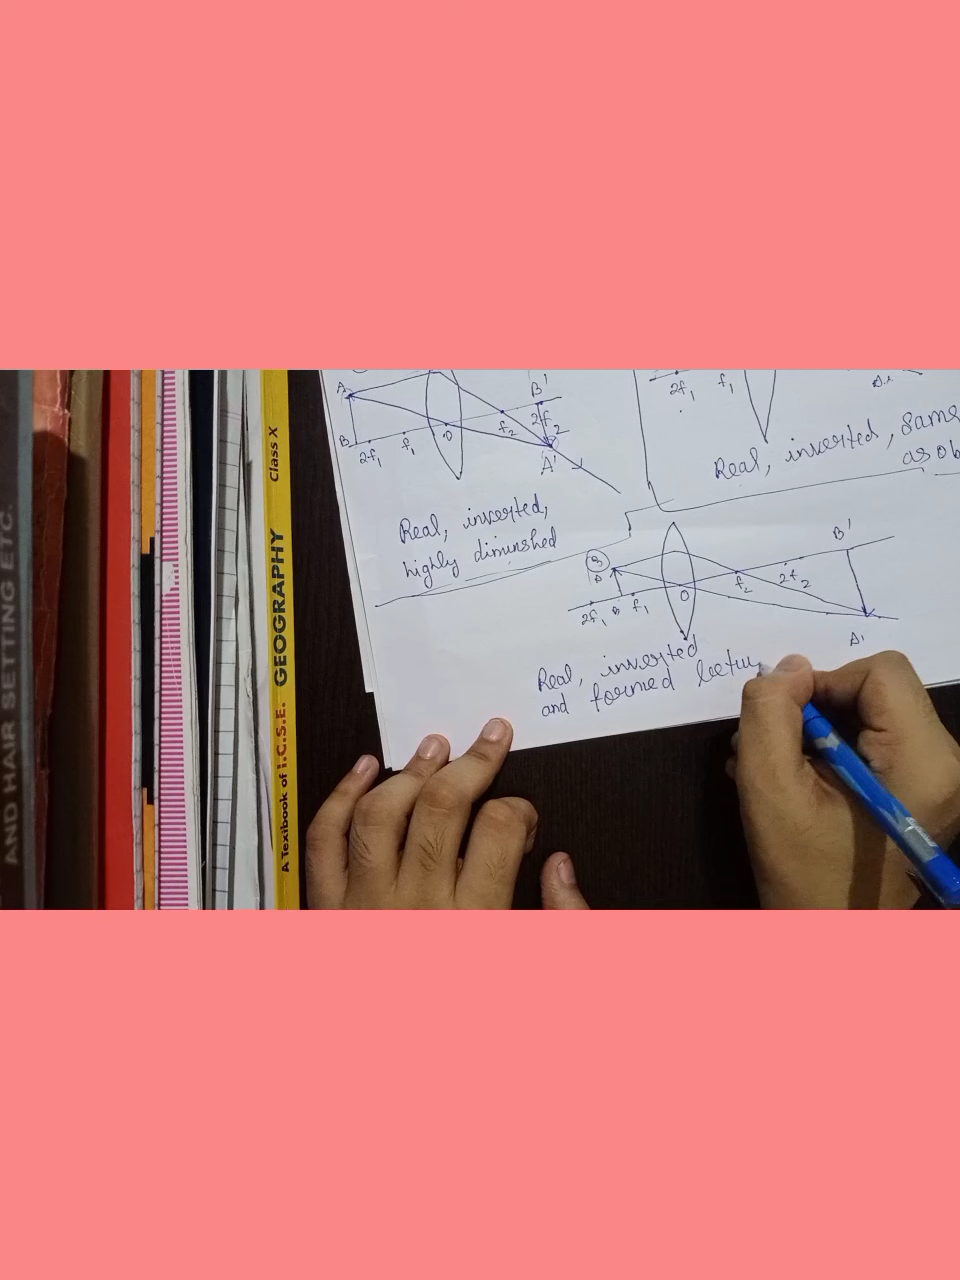 AND HAIR SETTING ETC.
A Textbook of I.C.S.E. GEOGRAPHY Class X
A
B
2f1
f1
O
f2
B'
2f2
A'
Real, inverted,
highly dimunshed
2f1
f1
Real, inverted, Same
as ob
A
2f1
B
f1
O
f2
2f2
B'
A'
Real, inverted
and formed